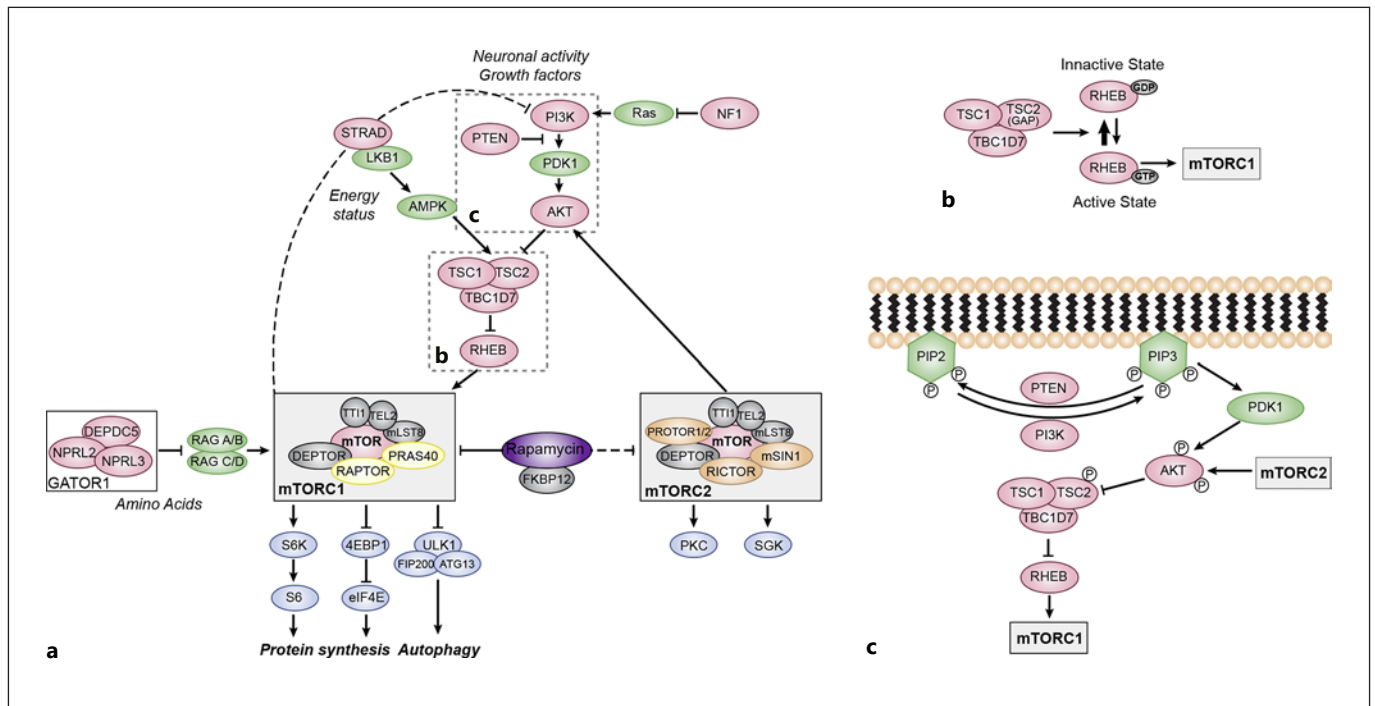 Neuronal activity
Growth factors
PI3K
Ras
NF1
STRAD
LKB1
PTEN
PDK1
Energy
status
AMPK
c
AKT
TSC1
TSC2
TBC1D7
b
RHEB
DEPDC5
NPRL2
NPRL3
GATOR1
Amino Acids
RAG A/B
RAG C/D
TTI1
TEL2
mTOR
mLST8
DEPTOR
PRAS40
RAPTOR
mTORC1
Rapamycin
FKBP12
TTI1
TEL2
PROTOR1/2
mTOR
mLST8
DEPTOR
mSIN1
RICTOR
mTORC2
S6K
4EBP1
ULK1
FIP200
ATG13
S6
eIF4E
PKC
SGK
Protein synthesis
Autophagy
a
Innactive State
RHEB
GDP
TSC1
TSC2
(GAP)
TBC1D7
RHEB
GTP
mTORC1
Active State
b
PIP2
P
P
PIP3
P
P
P
PTEN
PI3K
PDK1
P
AKT
P
mTORC2
P
TSC1
TSC2
TBC1D7
RHEB
mTORC1
c